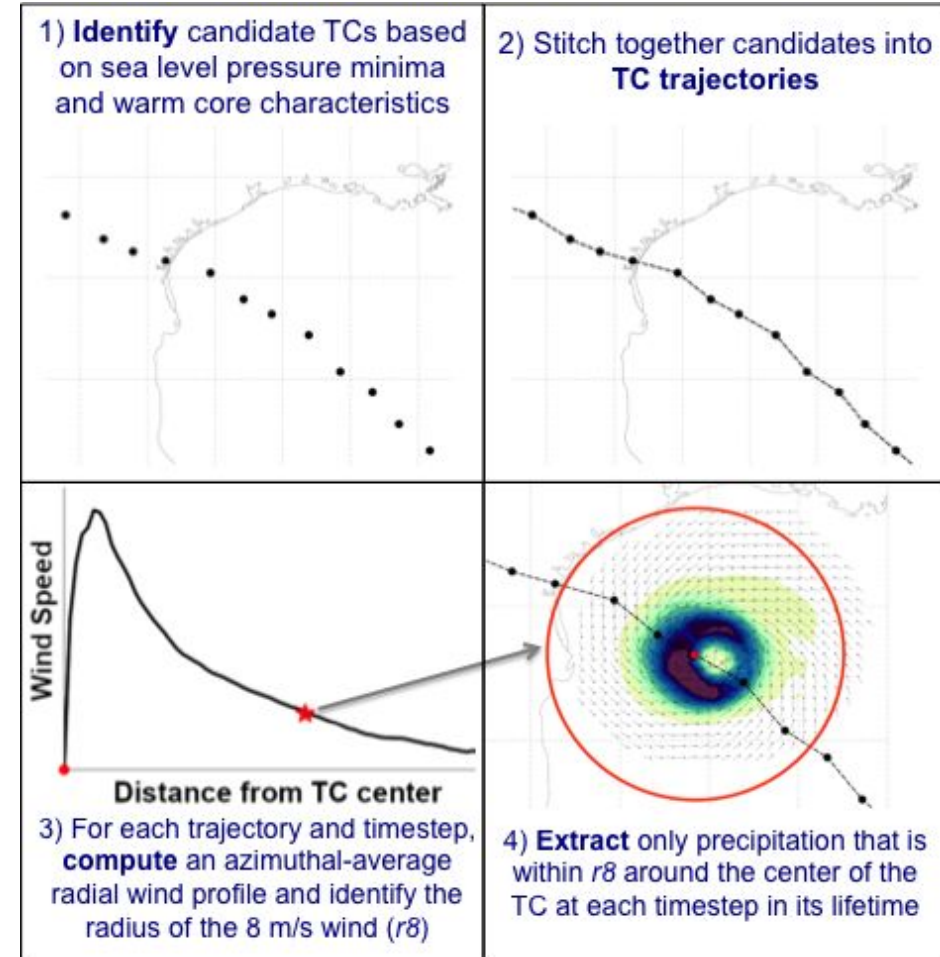 1) Identify candidate TCs based
on sea level pressure minima
and warm core characteristics
2) Stitch together candidates into
TC trajectories
Wind Speed
Distance from TC center
3) For each trajectory and timestep,
compute an azimuthal-average
radial wind profile and identify the
radius of the 8 m/s wind (r8)
4) Extract only precipitation that is
within r8 around the center of the
TC at each timestep in its lifetime